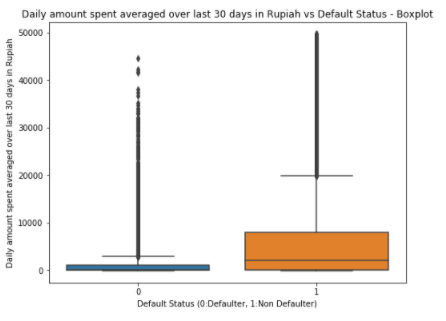 Daily amount spent averaged over last 30 days in Rupiah vs Default Status - Boxplot
Daily amount spent averaged over last 30 days in Rupiah
50000
40000
30000
20000
10000
0
0
1
Default Status (0:Defaulter, 1:Non Defaulter)